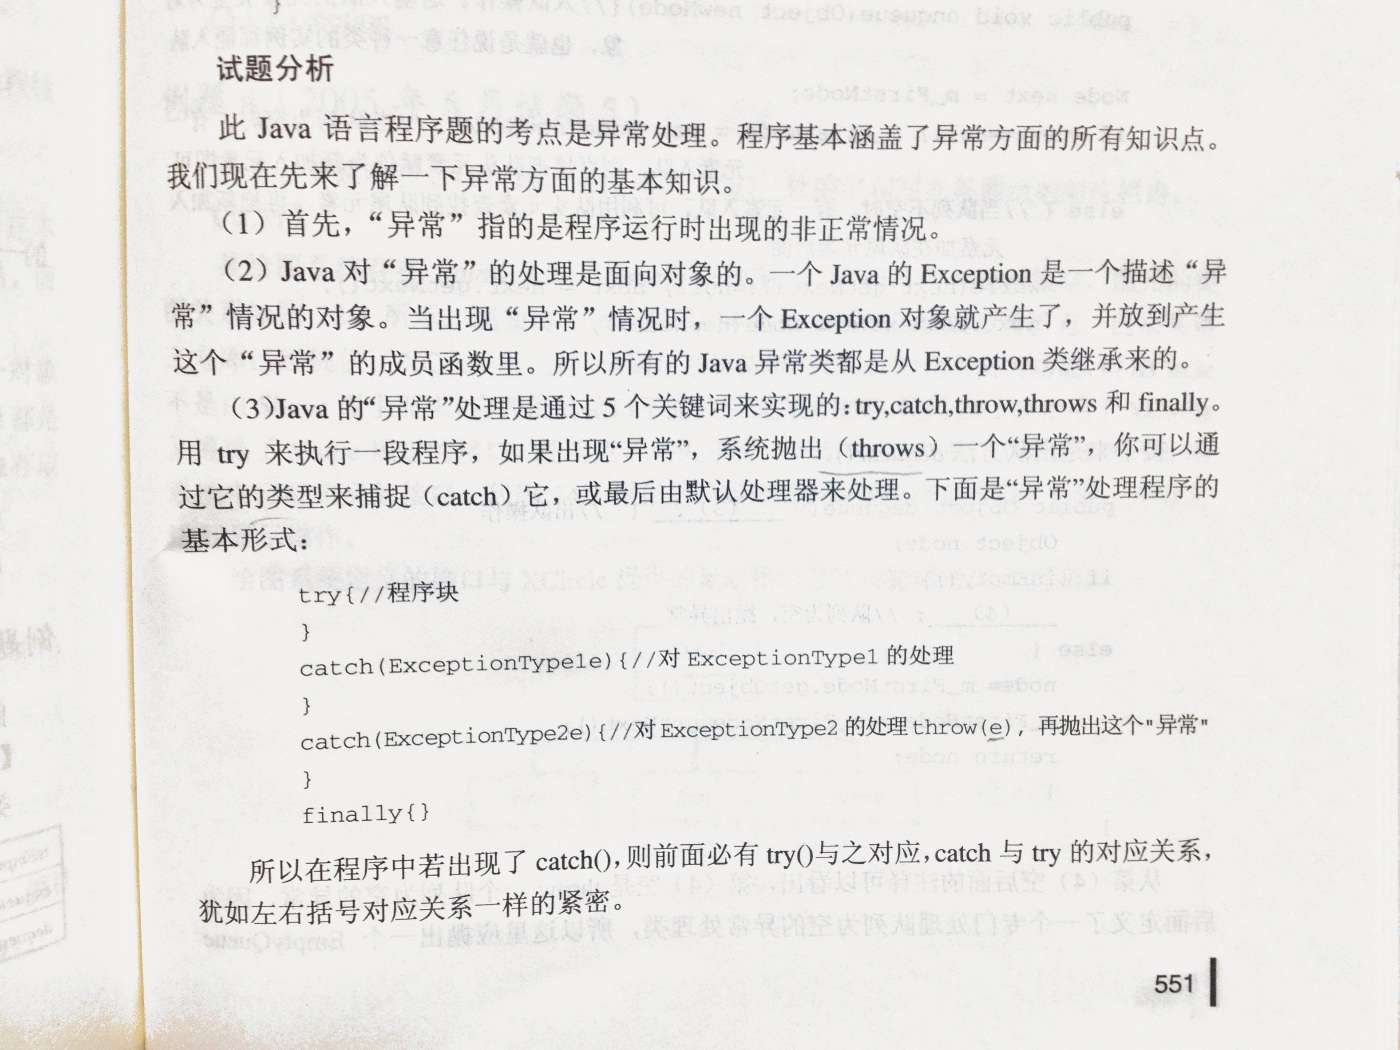 }
试题分析
此 Java 语言程序题的考点是异常处理。程序基本涵盖了异常方面的所有知识点。
我们现在先来了解一下异常方面的基本知识。
（1）首先，“异常”指的是程序运行时出现的非正常情况。
（2）Java 对“异常”的处理是面向对象的。一个 Java 的 Exception 是一个描述“异
常”情况的对象。当出现“异常”情况时，一个 Exception 对象就产生了，并放到产生
这个“异常”的成员函数里。所以所有的 Java 异常类都是从 Exception 类继承来的。
（3)Java 的“异常”处理是通过 5 个关键词来实现的：try,catch,throw,throws 和 finally。
用 try 来执行一段程序，如果出现“异常”，系统抛出（throws）一个“异常”，你可以通
过它的类型来捕捉（catch）它，或最后由默认处理器来处理。下面是“异常”处理程序的
基本形式：
try{//程序块
}
catch(ExceptionType1e){//对 ExceptionType1 的处理
}
catch(ExceptionType2e){//对 ExceptionType2 的处理 throw(e)，再抛出这个"异常"
}
finally{}
所以在程序中若出现了 catch(),则前面必有 try()与之对应,catch 与 try 的对应关系，
犹如左右括号对应关系一样的紧密。
551